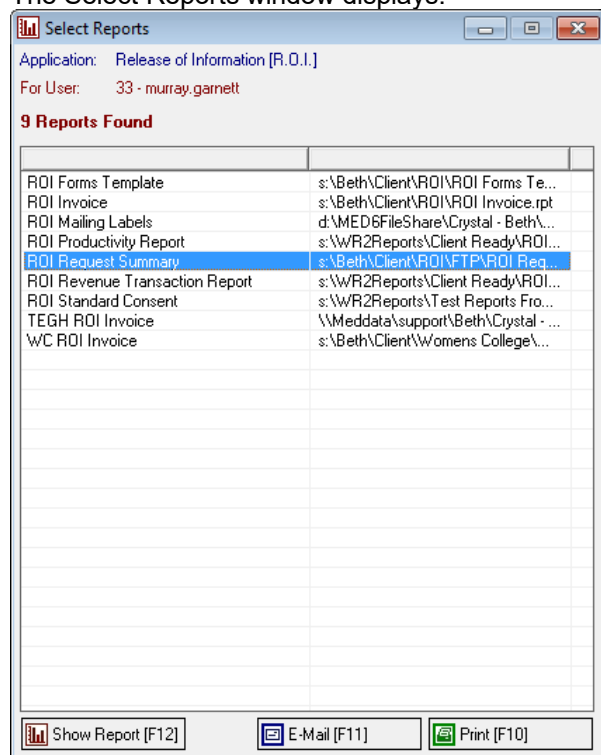 The Select Reports window displays.
Select Reports
Application: Release of Information [R.O.I.]
For User: 33 - murray.garnett
9 Reports Found
ROI Forms Template s:\Beth\Client\ROI\ROI Forms Te...
ROI Invoice s:\Beth\Client\ROI\ROI Invoice.rpt
ROI Mailing Labels d:\MED6FileShare\Crystal - Beth\...
ROI Productivity Report s:\WR2Reports\Client Ready\ROI...
ROI Request Summary s:\Beth\Client\ROI\FTP\ROI Req...
ROI Revenue Transaction Report s:\WR2Reports\Client Ready\ROI...
ROI Standard Consent s:\WR2Reports\Test Reports Fro...
TEGH ROI Invoice \\Meddata\support\Beth\Crystal - ...
WC ROI Invoice s:\Beth\Client\Womens College\...
Show Report [F12] E-Mail [F11] Print [F10]